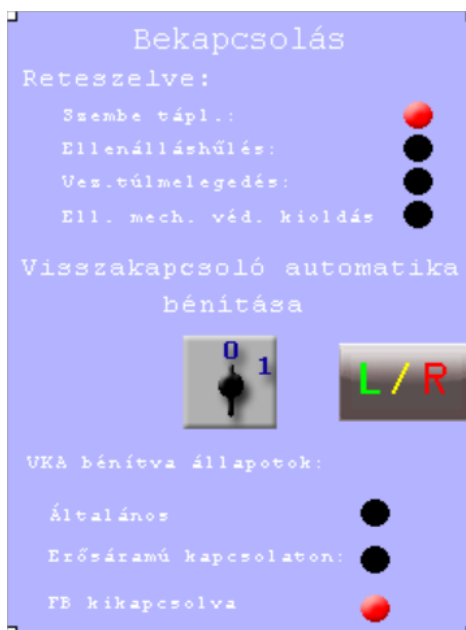 Bekapcsolás
Reteszelve:
Szembe tápl.:
Ellenálláshűlés:
Vez.túlmelegedés:
Ell. mech. véd. kioldás
Visszakapcsoló automatika
bénítása
0 1
L/R
VKA bénítva állapotok:
Általános
Erősáramú kapcsolaton:
FB kikapcsolva